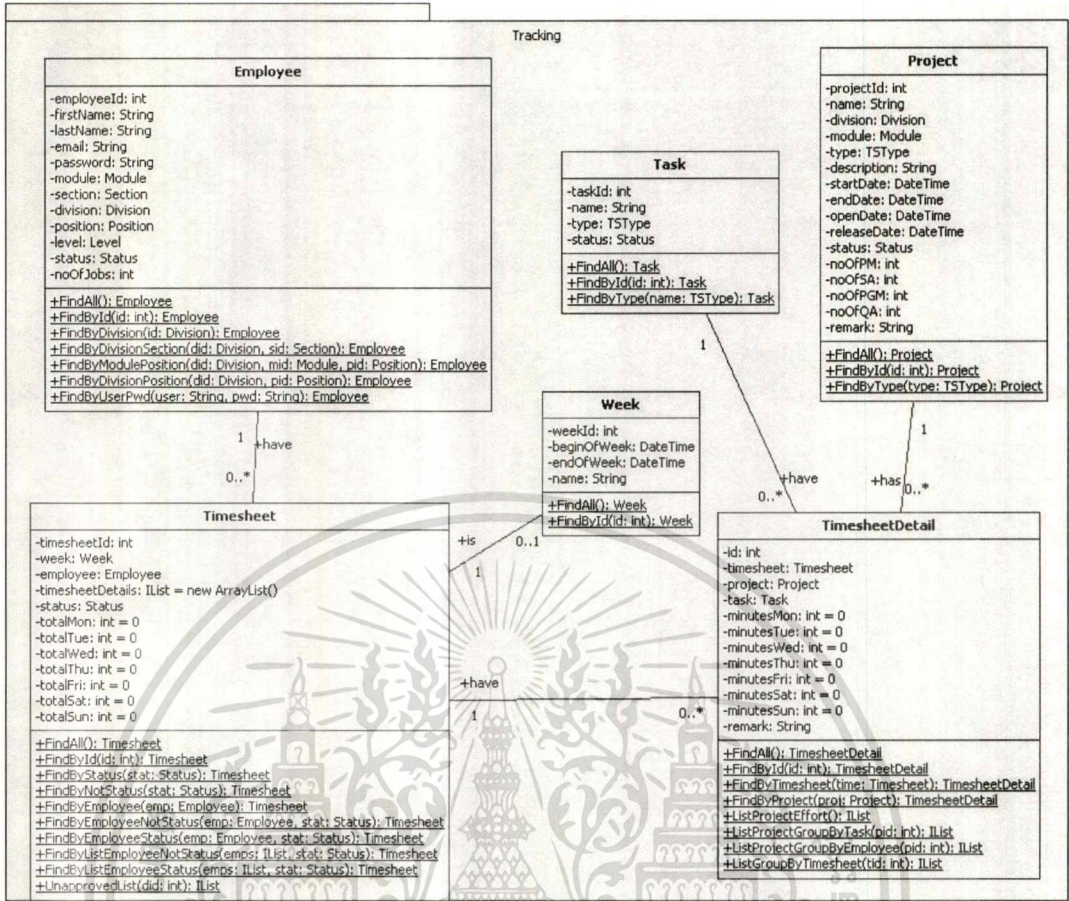 Tracking
Employee
-employeeId: int
-firstName: String
-lastName: String
-email: String
-password: String
-module: Module
-section: Section
-division: Division
-position: Position
-level: Level
-status: Status
-noOfJobs: int
+FindAll(): Employee
+FindById(id: int): Employee
+FindByDivision(id: Division): Employee
+FindByDivisionSection(did: Division, sid: Section): Employee
+FindByModulePosition(did: Division, mid: Module, pid: Position): Employee
+FindByDivisionPosition(did: Division, pid: Position): Employee
+FindByUserPwd(user: String, pwd: String): Employee
Task
-taskId: int
-name: String
-type: TSType
-status: Status
+FindAll(): Task
+FindById(id: int): Task
+FindByType(name: TSType): Task
Project
-projectId: int
-name: String
-division: Division
-module: Module
-type: TSType
-description: String
-startDate: DateTime
-endDate: DateTime
-openDate: DateTime
-releaseDate: DateTime
-status: Status
-noOfPM: int
-noOfSA: int
-noOfPGM: int
-noOfQA: int
-remark: String
+FindAll(): Project
+FindById(id: int): Project
+FindByType(type: TSType): Project
1
+have
0..*
Week
-weekId: int
-beginOfWeek: DateTime
-endOfWeek: DateTime
-name: String
+FindAll(): Week
+FindById(id: int): Week
+is
0..1
1
1
+have
0..*
1
+has
0..*
Timesheet
-timesheetId: int
-week: Week
-employee: Employee
-timesheetDetails: IList = new ArrayList()
-status: Status
-totalMon: int = 0
-totalTue: int = 0
-totalWed: int = 0
-totalThu: int = 0
-totalFri: int = 0
-totalSat: int = 0
-totalSun: int = 0
+FindAll(): Timesheet
+FindById(id: int): Timesheet
+FindByStatus(stat: Status): Timesheet
+FindByNotStatus(stat: Status): Timesheet
+FindByEmployee(emp: Employee): Timesheet
+FindByEmployeeNotStatus(emp: Employee, stat: Status): Timesheet
+FindByEmployeeStatus(emp: Employee, stat: Status): Timesheet
+FindByListEmployeeNotStatus(emps: IList, stat: Status): Timesheet
+FindByListEmployeeStatus(emps: IList, stat: Status): Timesheet
+UnapprovedList(did: int): IList
+have
1
0..*
TimesheetDetail
-id: int
-timesheet: Timesheet
-project: Project
-task: Task
-minutesMon: int = 0
-minutesTue: int = 0
-minutesWed: int = 0
-minutesThu: int = 0
-minutesFri: int = 0
-minutesSat: int = 0
-minutesSun: int = 0
-remark: String
+FindAll(): TimesheetDetail
+FindById(id: int): TimesheetDetail
+FindByTimesheet(time: Timesheet): TimesheetDetail
+FindByProject(proj: Project): TimesheetDetail
+ListProjectEffort(): IList
+ListProjectGroupByTask(pid: int): IList
+ListProjectGroupByEmployee(pid: int): IList
+ListGroupByTimesheet(tid: int): IList